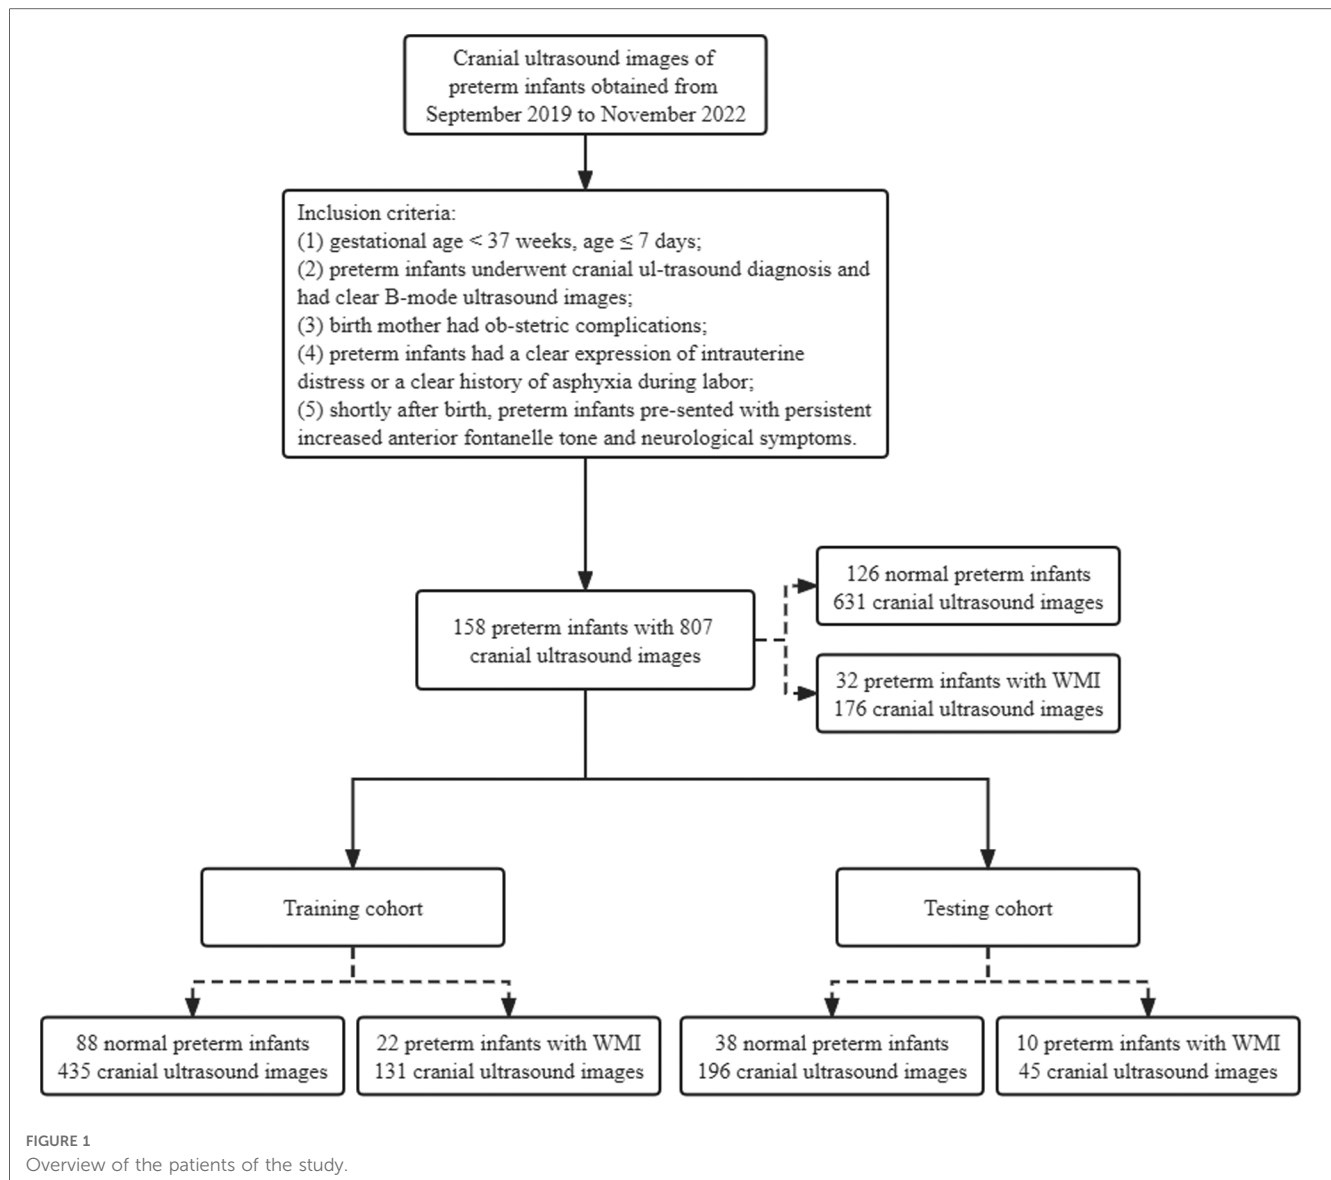 Cranial ultrasound images of
preterm infants obtained from
September 2019 to November 2022
Inclusion criteria:
(1) gestational age < 37 weeks, age ≤ 7 days;
(2) preterm infants underwent cranial ul-trasound diagnosis and
had clear B-mode ultrasound images;
(3) birth mother had ob-stetric complications;
(4) preterm infants had a clear expression of intrauterine
distress or a clear history of asphyxia during labor;
(5) shortly after birth, preterm infants pre-sented with persistent
increased anterior fontanelle tone and neurological symptoms.
126 normal preterm infants
631 cranial ultrasound images
158 preterm infants with 807
cranial ultrasound images
32 preterm infants with WMI
176 cranial ultrasound images
Training cohort
Testing cohort
88 normal preterm infants
435 cranial ultrasound images
22 preterm infants with WMI
131 cranial ultrasound images
38 normal preterm infants
196 cranial ultrasound images
10 preterm infants with WMI
45 cranial ultrasound images
FIGURE 1
Overview of the patients of the study.